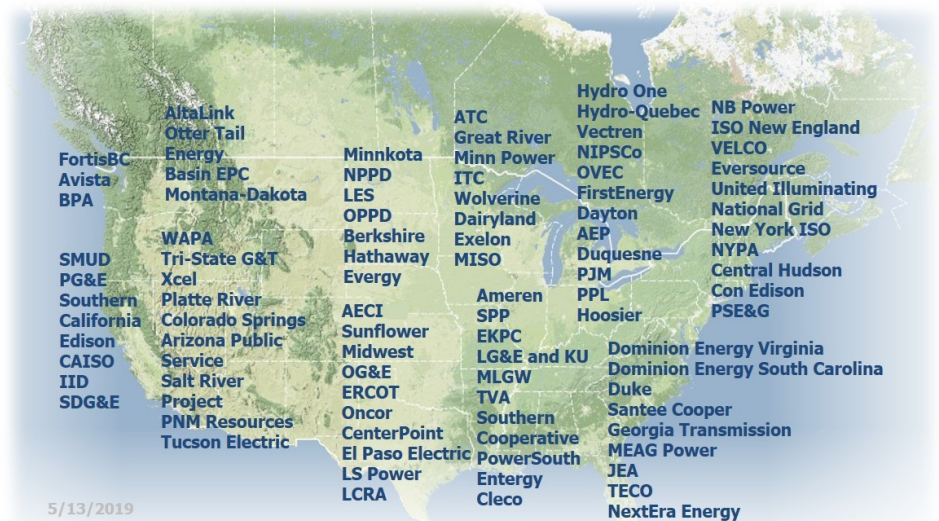 FortisBC
Avista
BPA
SMUD
PG&E
Southern
California
Edison
CAISO
IID
SDG&E
AltaLink
Otter Tail
Energy
Basin EPC
Montana-Dakota
WAPA
Tri-State G&T
Xcel
Platte River
Colorado Springs
Arizona Public
Service
Salt River
Project
PNM Resources
Tucson Electric
Minnkota
NPPD
LES
OPPD
Berkshire
Hathaway
Evergy
AECI
Sunflower
Midwest
OG&E
ERCOT
Oncor
CenterPoint
El Paso Electric
LS Power
LCRA
ATC
Great River
Minn Power
ITC
Wolverine
Dairyland
Exelon
MISO
Ameren
SPP
EKPC
LG&E and KU
MLGW
TVA
Southern
Cooperative
PowerSouth
Entergy
Cleco
Hydro One
Hydro-Quebec
Vectren
NIPSCo
OVEC
FirstEnergy
Dayton
AEP
Duquesne
PJM
PPL
Hoosier
NB Power
ISO New England
VELCO
Eversource
United Illuminating
National Grid
New York ISO
NYPA
Central Hudson
Con Edison
PSE&G
Dominion Energy Virginia
Dominion Energy South Carolina
Duke
Santee Cooper
Georgia Transmission
MEAG Power
JEA
TECO
NextEra Energy
5/13/2019